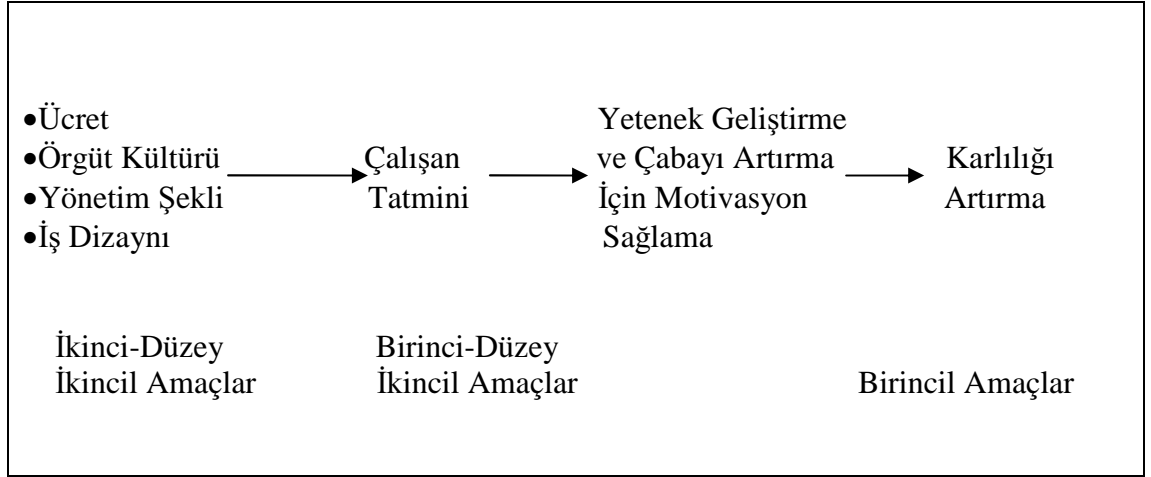 •Ücret
•Örgüt Kültürü
•Yönetim Şekli
•İş Dizaynı
Çalışan
Tatmini
Yetenek Geliştirme
ve Çabayı Artırma
İçin Motivasyon
Sağlama
Karlılığı
Artırma
İkinci-Düzey
İkincil Amaçlar
Birinci-Düzey
İkincil Amaçlar
Birincil Amaçlar